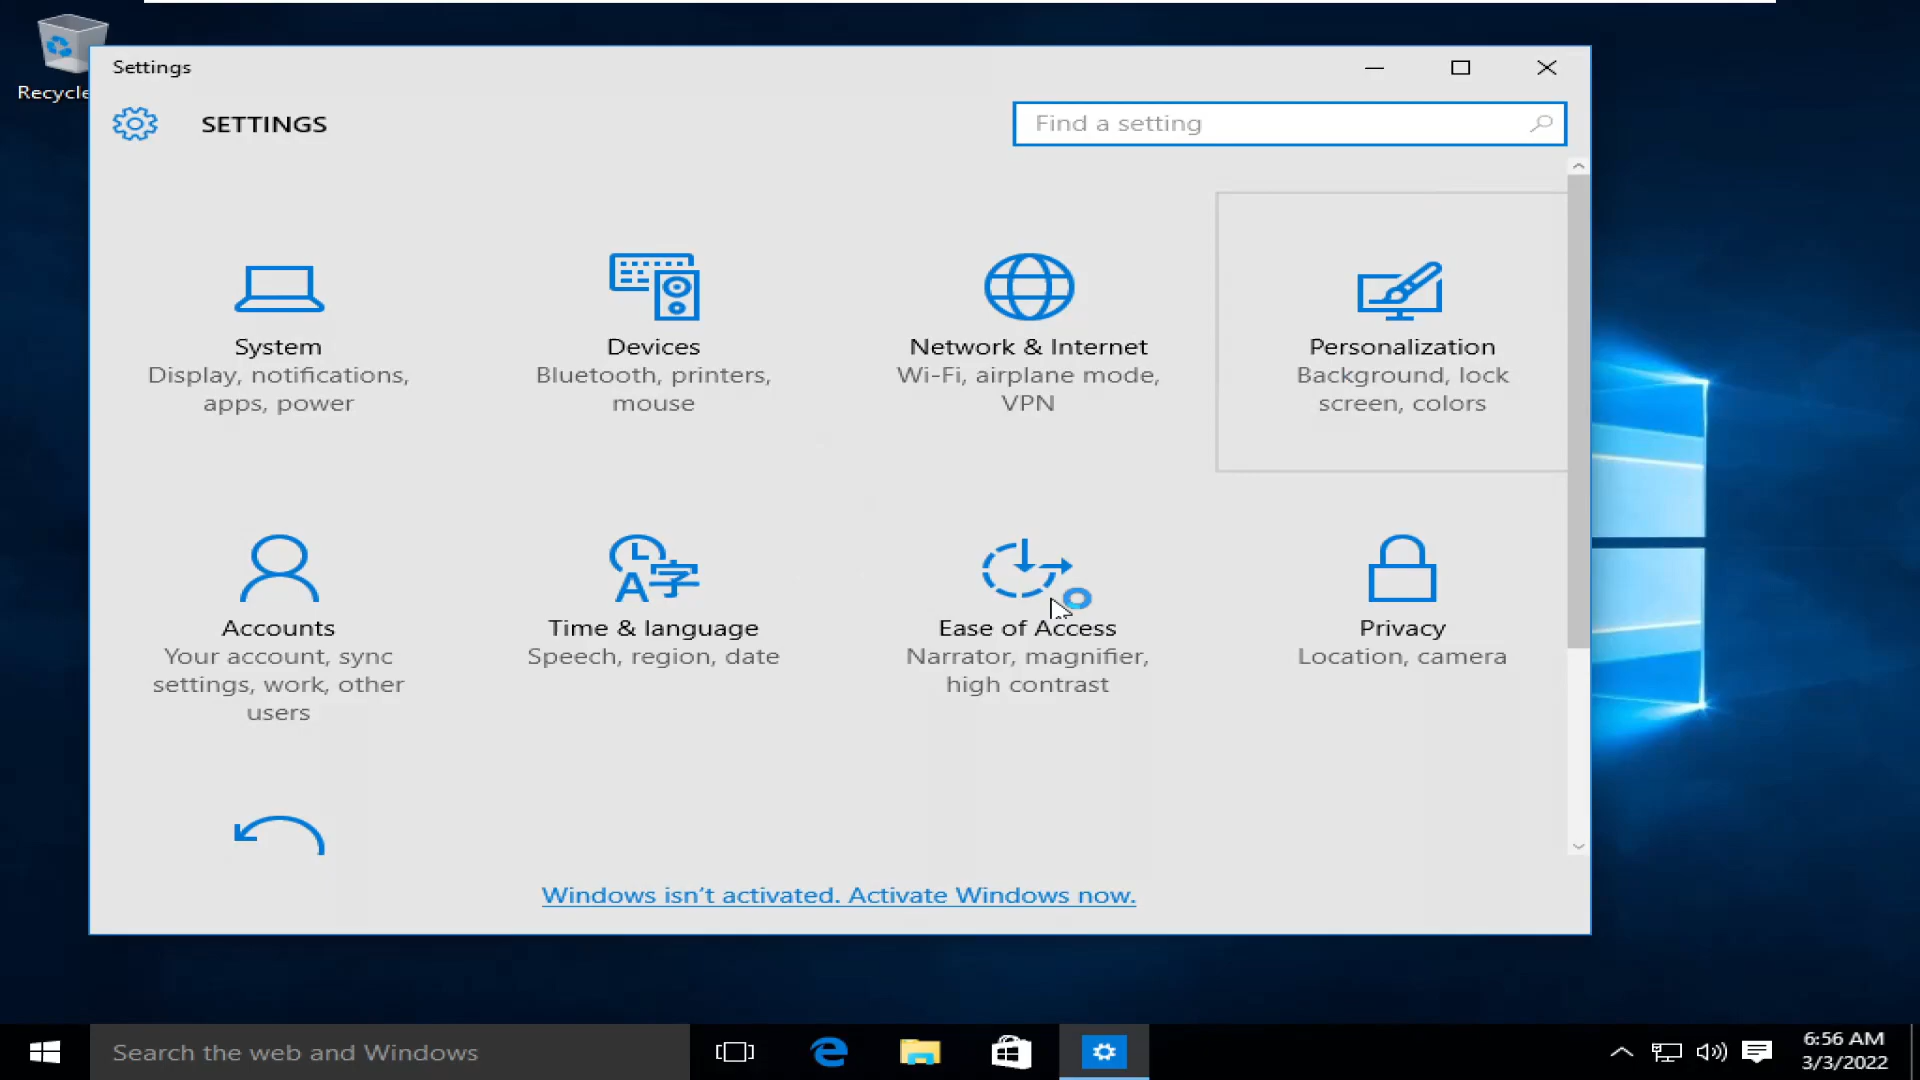 Recycle
Settings
SETTINGS
Find a setting
System
Display, notifications,
apps, power
Devices
Bluetooth, printers,
mouse
Network & Internet
Wi-Fi, airplane mode,
VPN
Personalization
Background, lock
screen, colors
Accounts
Your account, sync
settings, work, other
users
Time & language
Speech, region, date
Ease of Access
Narrator, magnifier,
high contrast
Privacy
Location, camera
Windows isn't activated. Activate Windows now.
Search the web and Windows
6:56 AM
3/3/2022